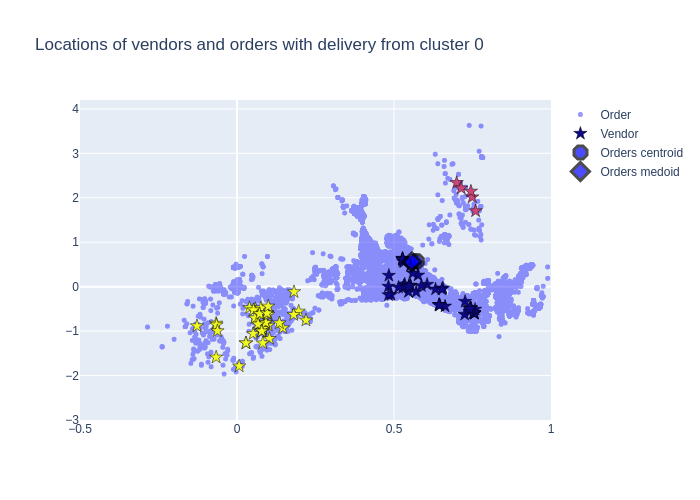 Locations of vendors and orders with delivery from cluster 0
4
3
2
1
0
−1
−2
−3
−0.5
0
0.5
1
Order
Vendor
Orders centroid
Orders medoid